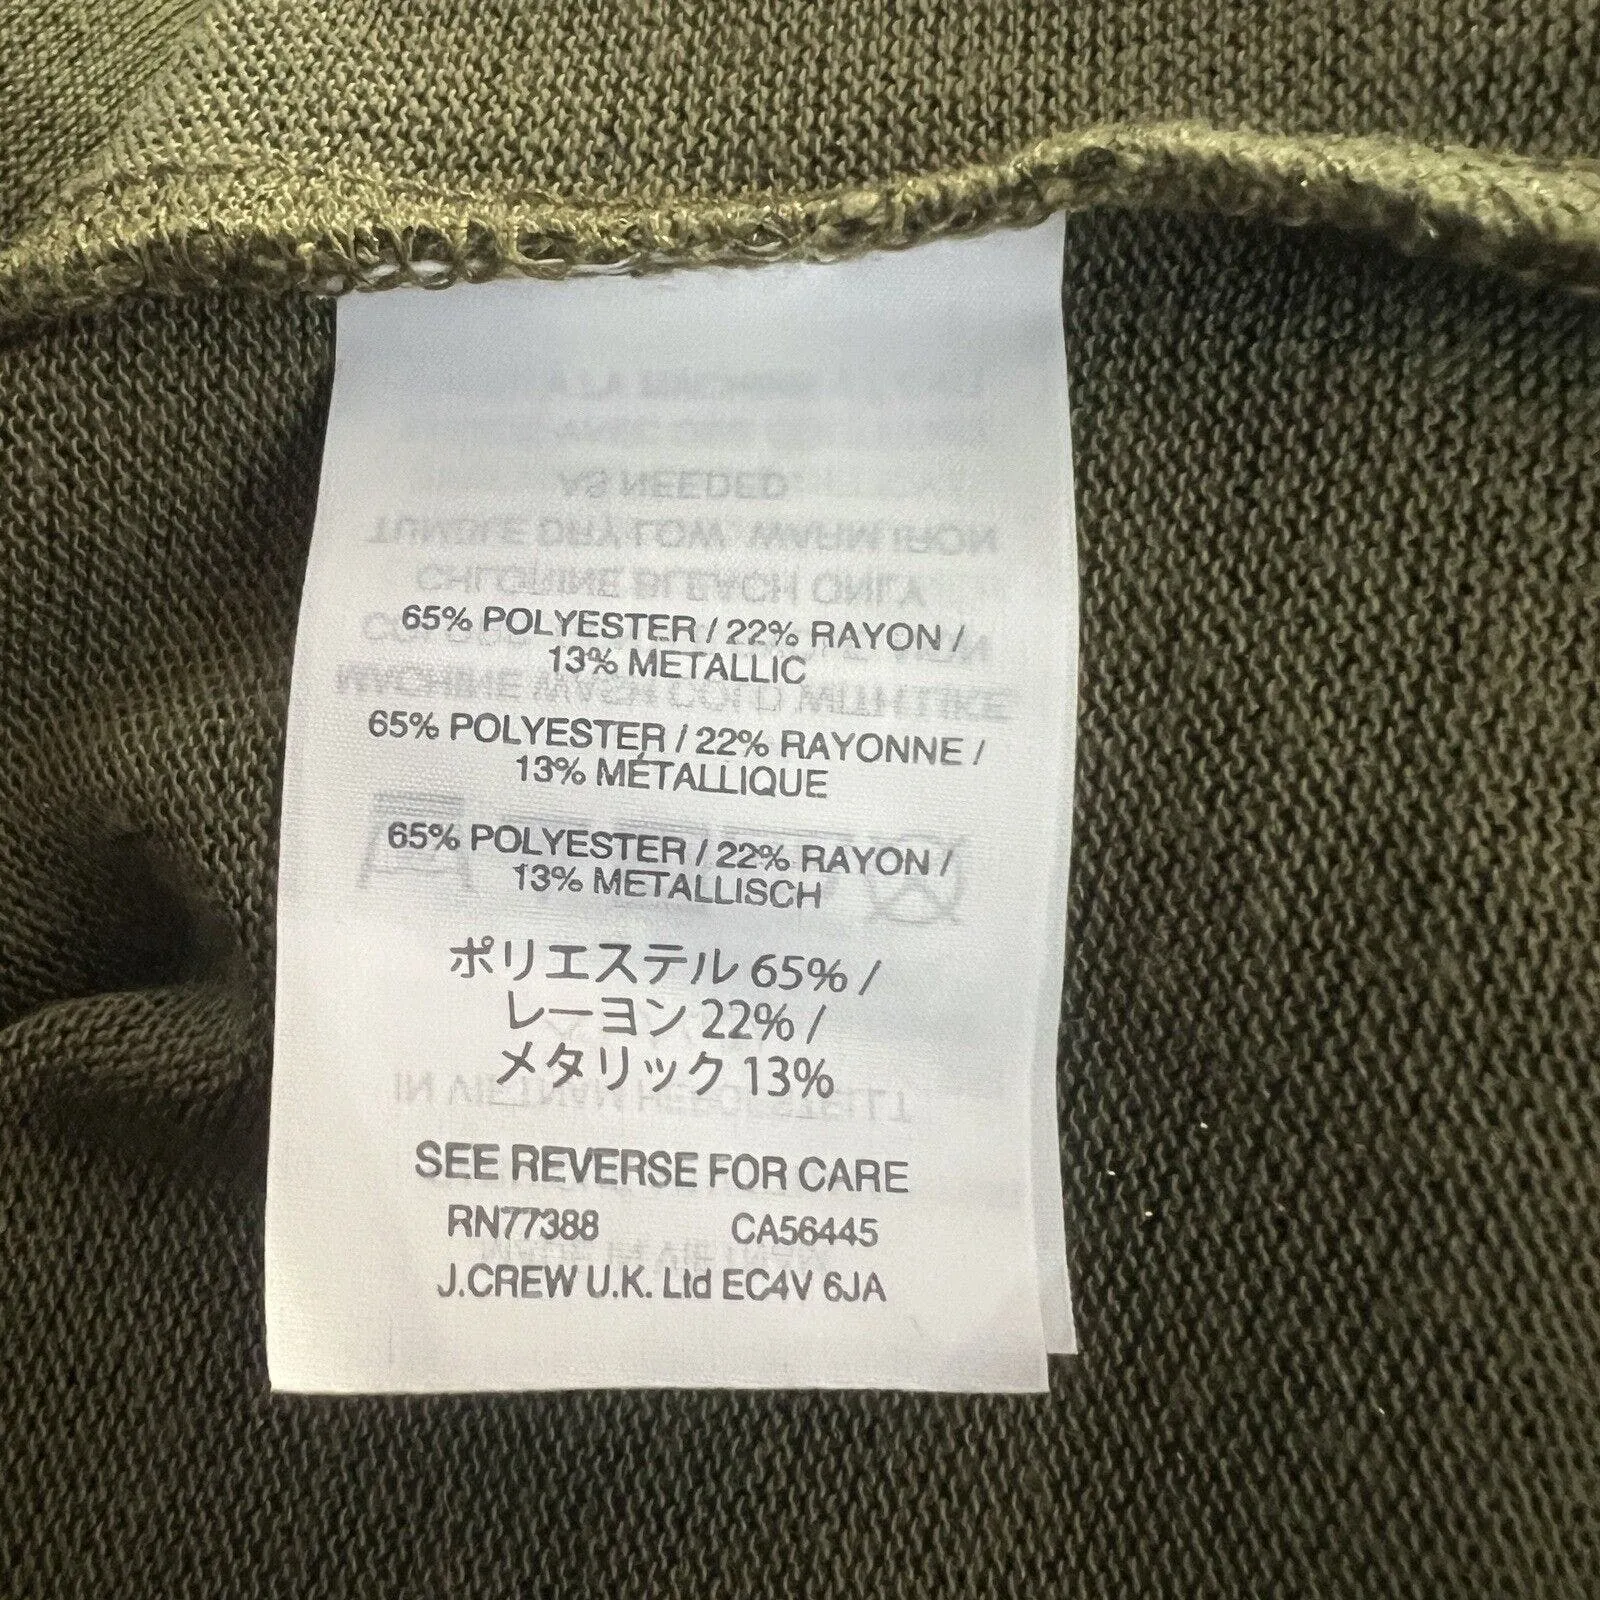 65% POLYESTER / 22% RAYON /
13% METALLIC
65% POLYESTER / 22% RAYONNE /
13% MÉTALLIQUE
65% POLYESTER / 22% RAYON /
13% METALLISCH
ポリエステル 65% /
レーヨン 22% /
メタリック 13%
SEE REVERSE FOR CARE
RN77388 CA56445
J.CREW U.K. Ltd EC4V 6JA